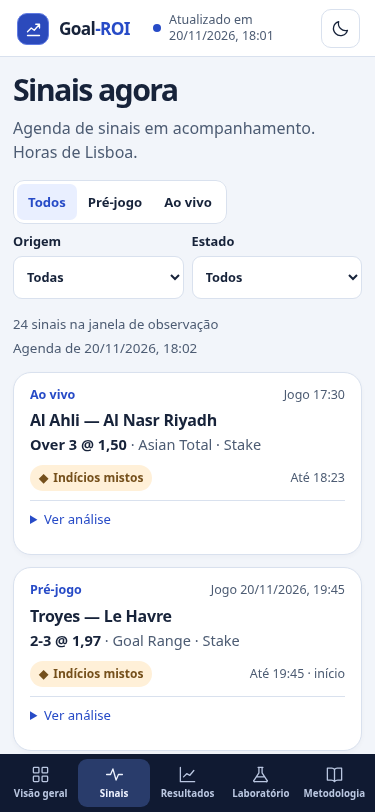 Goal-ROI
Atualizado em
20/11/2026, 18:01
Sinais agora
Agenda de sinais em acompanhamento.
Horas de Lisboa.
Todos Pré-jogo Ao vivo
Origem Estado
Todas Todos
24 sinais na janela de observação
Agenda de 20/11/2026, 18:02
Ao vivo Jogo 17:30
Al Ahli — Al Nasr Riyadh
Over 3 @ 1,50 · Asian Total · Stake
◆ Indícios mistos Até 18:23
▶ Ver análise
Pré-jogo Jogo 20/11/2026, 19:45
Troyes — Le Havre
2-3 @ 1,97 · Goal Range · Stake
◆ Indícios mistos Até 19:45 · início
▶ Ver análise
Visão geral Sinais Resultados Laboratório Metodologia